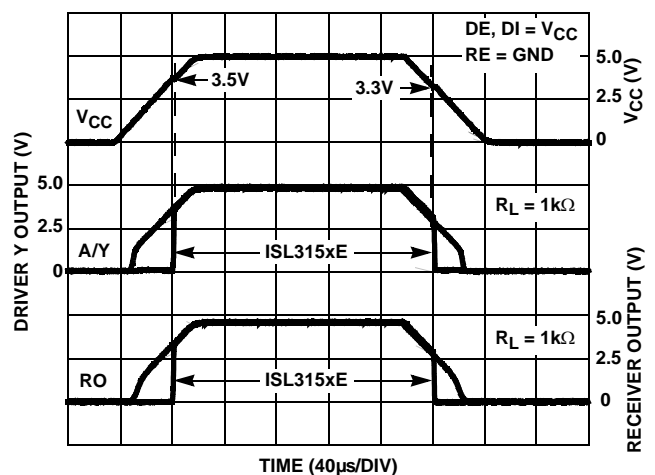 DE, DI = VCC
RE = GND
5.0
3.5V
3.3V
2.5
VCC
0
VCC (V)
DRIVER Y OUTPUT (V)
5.0
RL = 1kΩ
2.5
A/Y
ISL315xE
0
RL = 1kΩ
5.0
2.5
RO
ISL315xE
0
RECEIVER OUTPUT (V)
TIME (40µs/DIV)